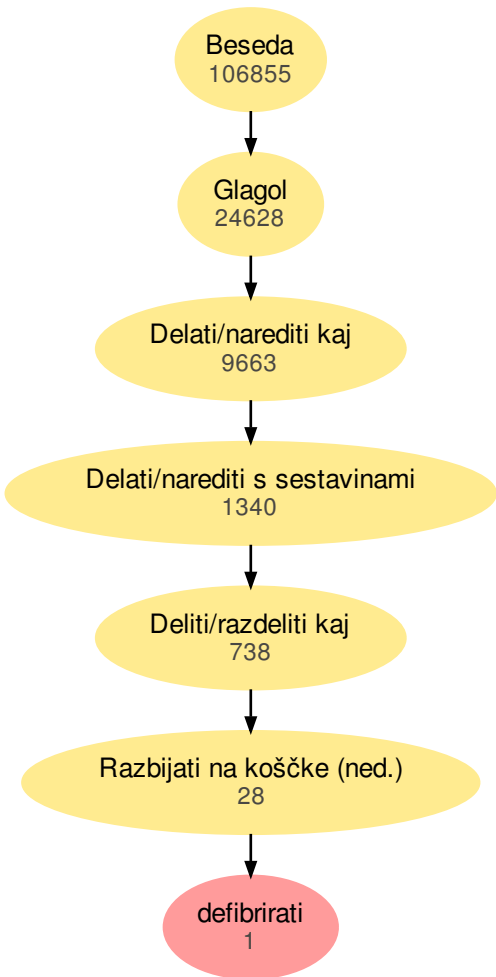 Beseda
106855
Glagol
24628
Delati/narediti kaj
9663
Delati/narediti s sestavinami
1340
Deliti/razdeliti kaj
738
Razbijati na koščke (ned.)
28
defibrirati
1